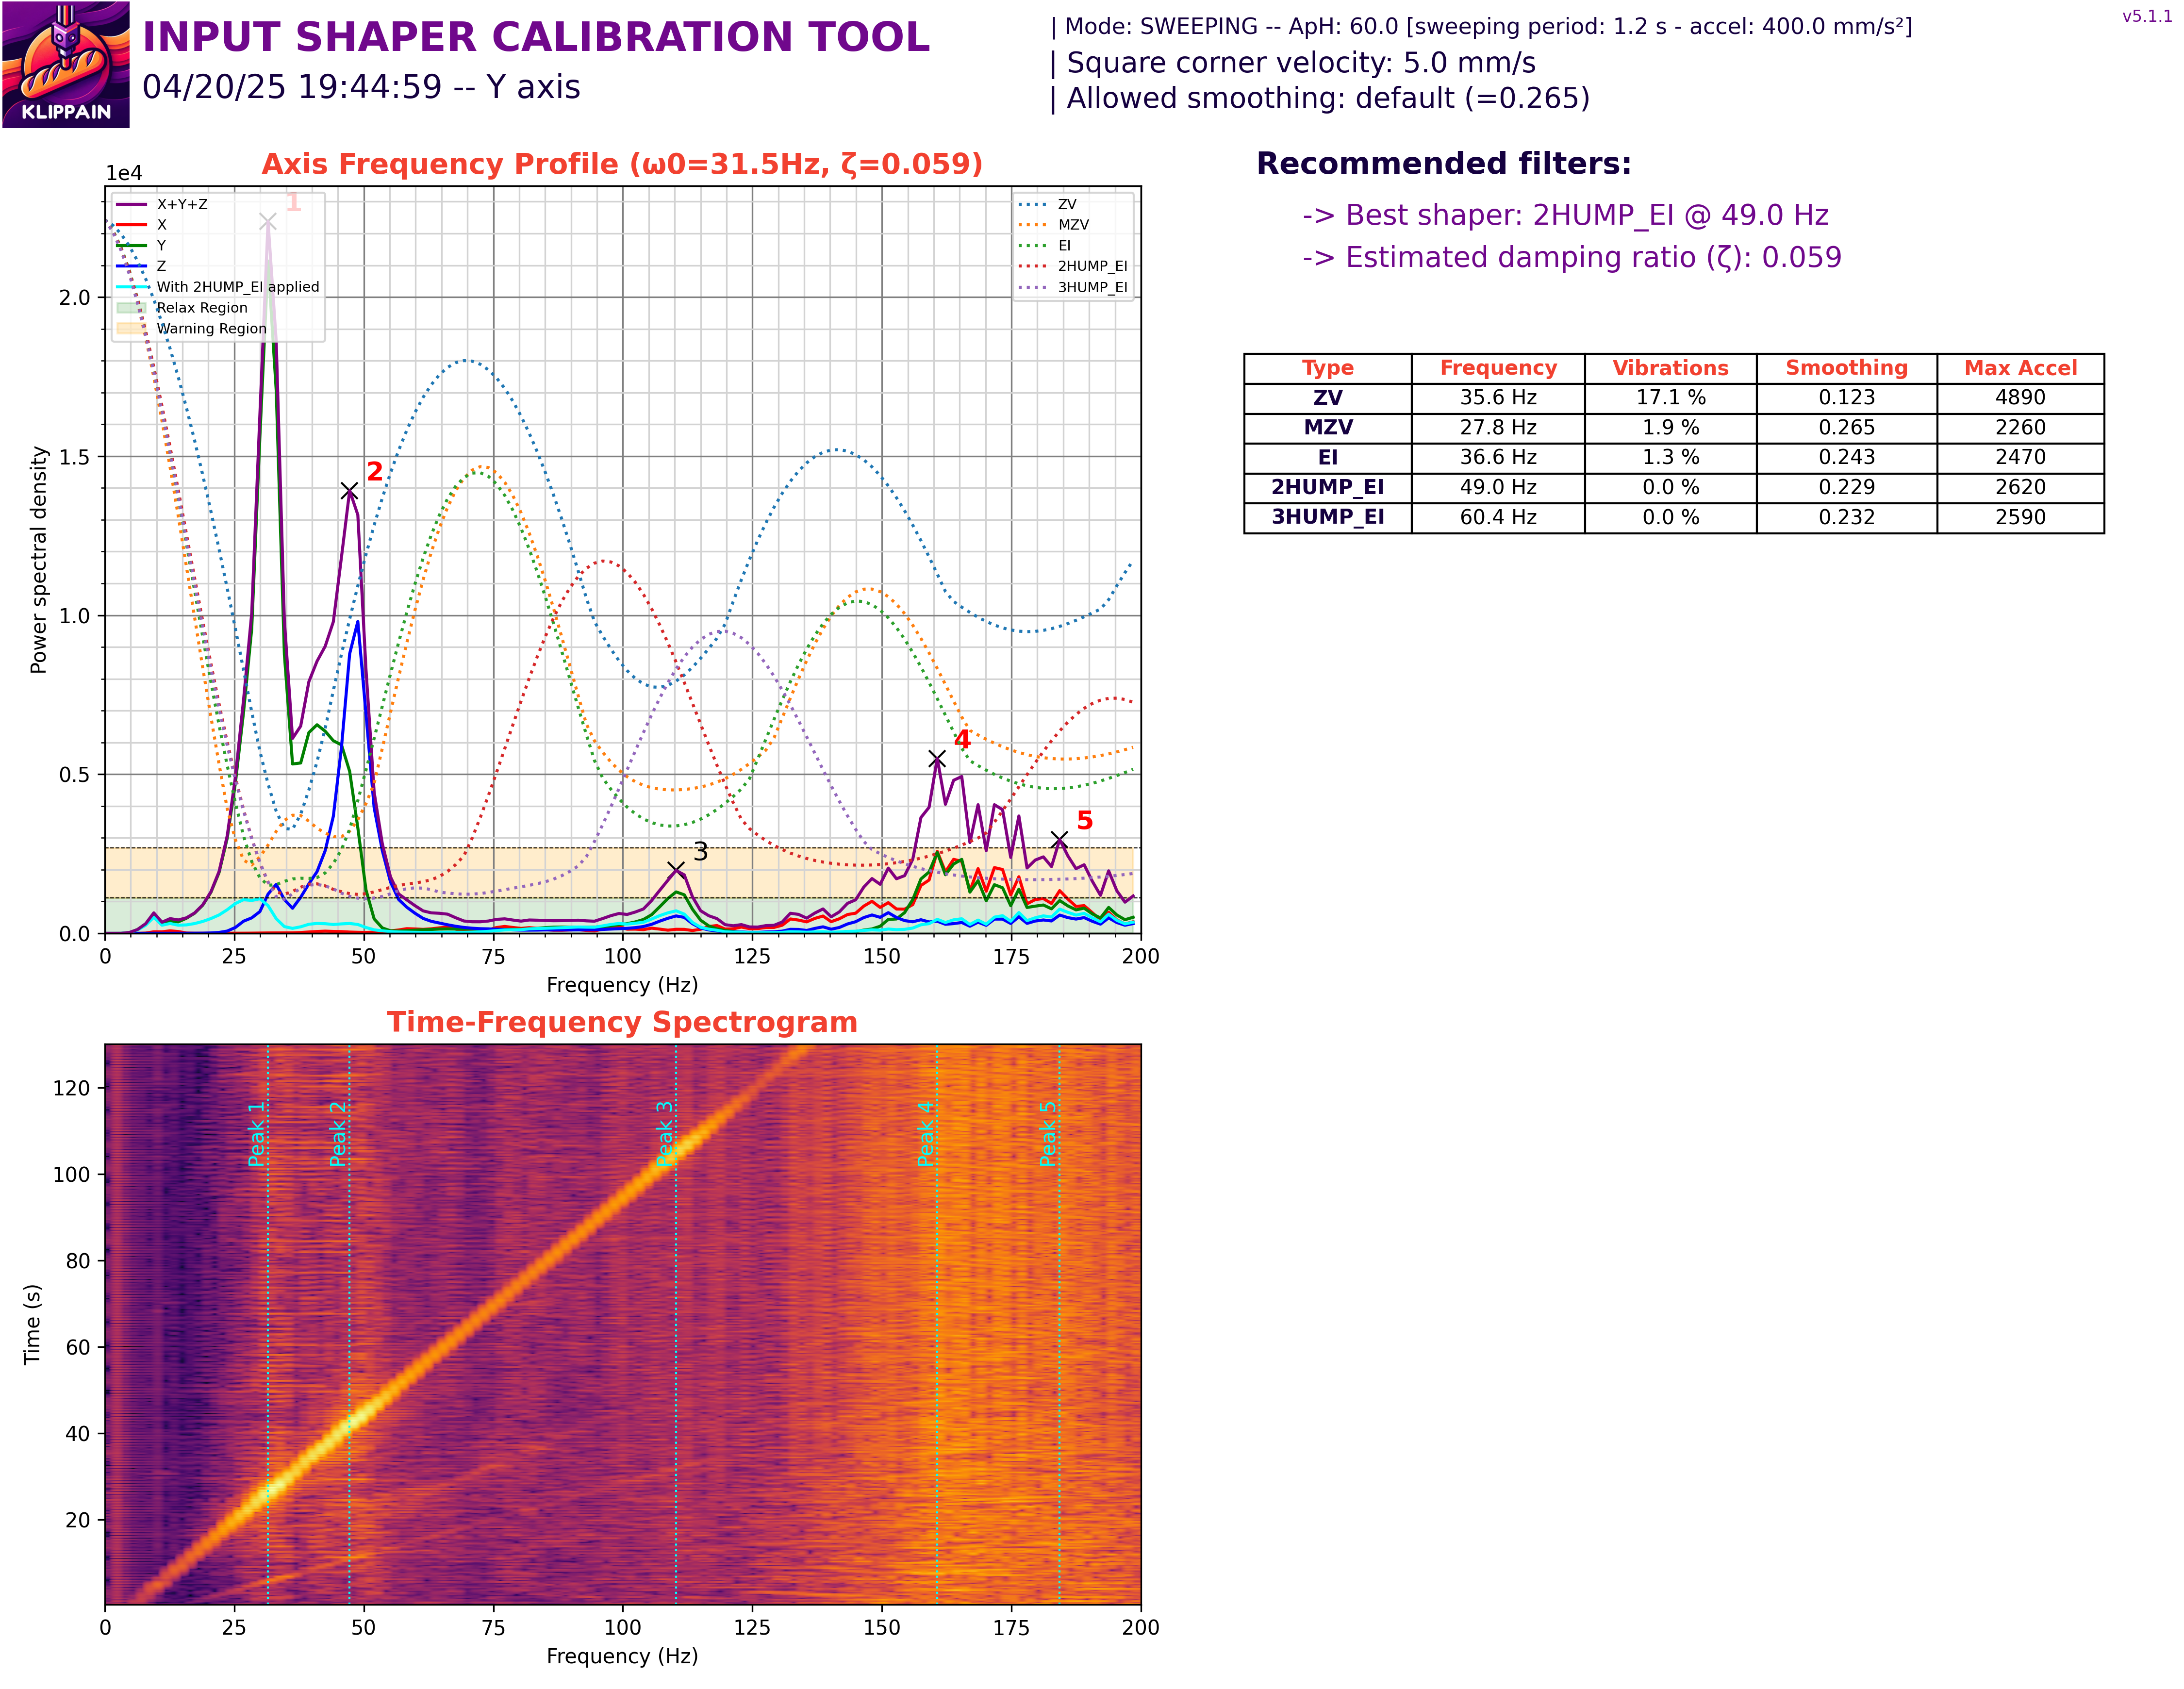 KLIPPAIN
INPUT SHAPER CALIBRATION TOOL
04/20/25 19:44:59 -- Y axis
| Mode: SWEEPING -- ApH: 60.0 [sweeping period: 1.2 s - accel: 400.0 mm/s²]
| Square corner velocity: 5.0 mm/s
| Allowed smoothing: default (=0.265)
v5.1.1
Axis Frequency Profile (ω0=31.5Hz, ζ=0.059)
1e4
X+Y+Z
X
Y
Z
With 2HUMP_EI applied
Relax Region
Warning Region
ZV
MZV
EI
2HUMP_EI
3HUMP_EI
1
2
3
4
5
2.0
1.5
1.0
0.5
0.0
Power spectral density
0 25 50 75 100 125 150 175 200
Frequency (Hz)
Recommended filters:
-> Best shaper: 2HUMP_EI @ 49.0 Hz
-> Estimated damping ratio (ζ): 0.059
Type Frequency Vibrations Smoothing Max Accel
ZV 35.6 Hz 17.1 % 0.123 4890
MZV 27.8 Hz 1.9 % 0.265 2260
EI 36.6 Hz 1.3 % 0.243 2470
2HUMP_EI 49.0 Hz 0.0 % 0.229 2620
3HUMP_EI 60.4 Hz 0.0 % 0.232 2590
Time-Frequency Spectrogram
120
100
80
60
40
20
Time (s)
Peak 1
Peak 2
Peak 3
Peak 4
Peak 5
0 25 50 75 100 125 150 175 200
Frequency (Hz)